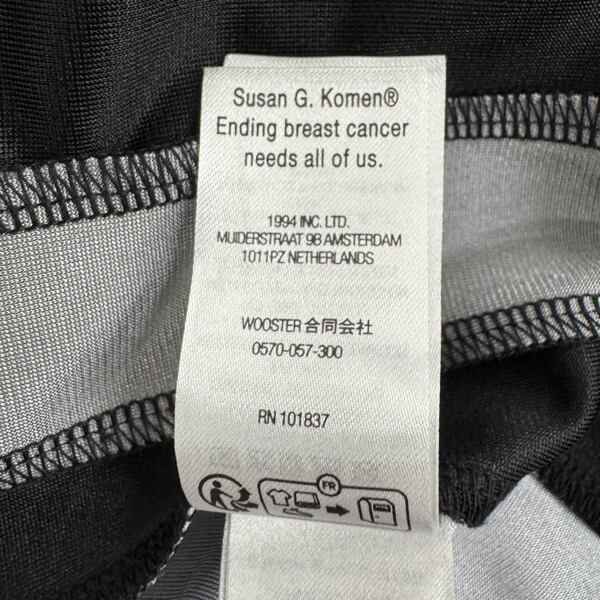 Susan G. Komen®
Ending breast cancer
needs all of us.
1994 INC. LTD.
MUIDERSTRAAT 9B AMSTERDAM
1011PZ NETHERLANDS
WOOSTER 合同会社
0570-057-300
RN 101837
FR